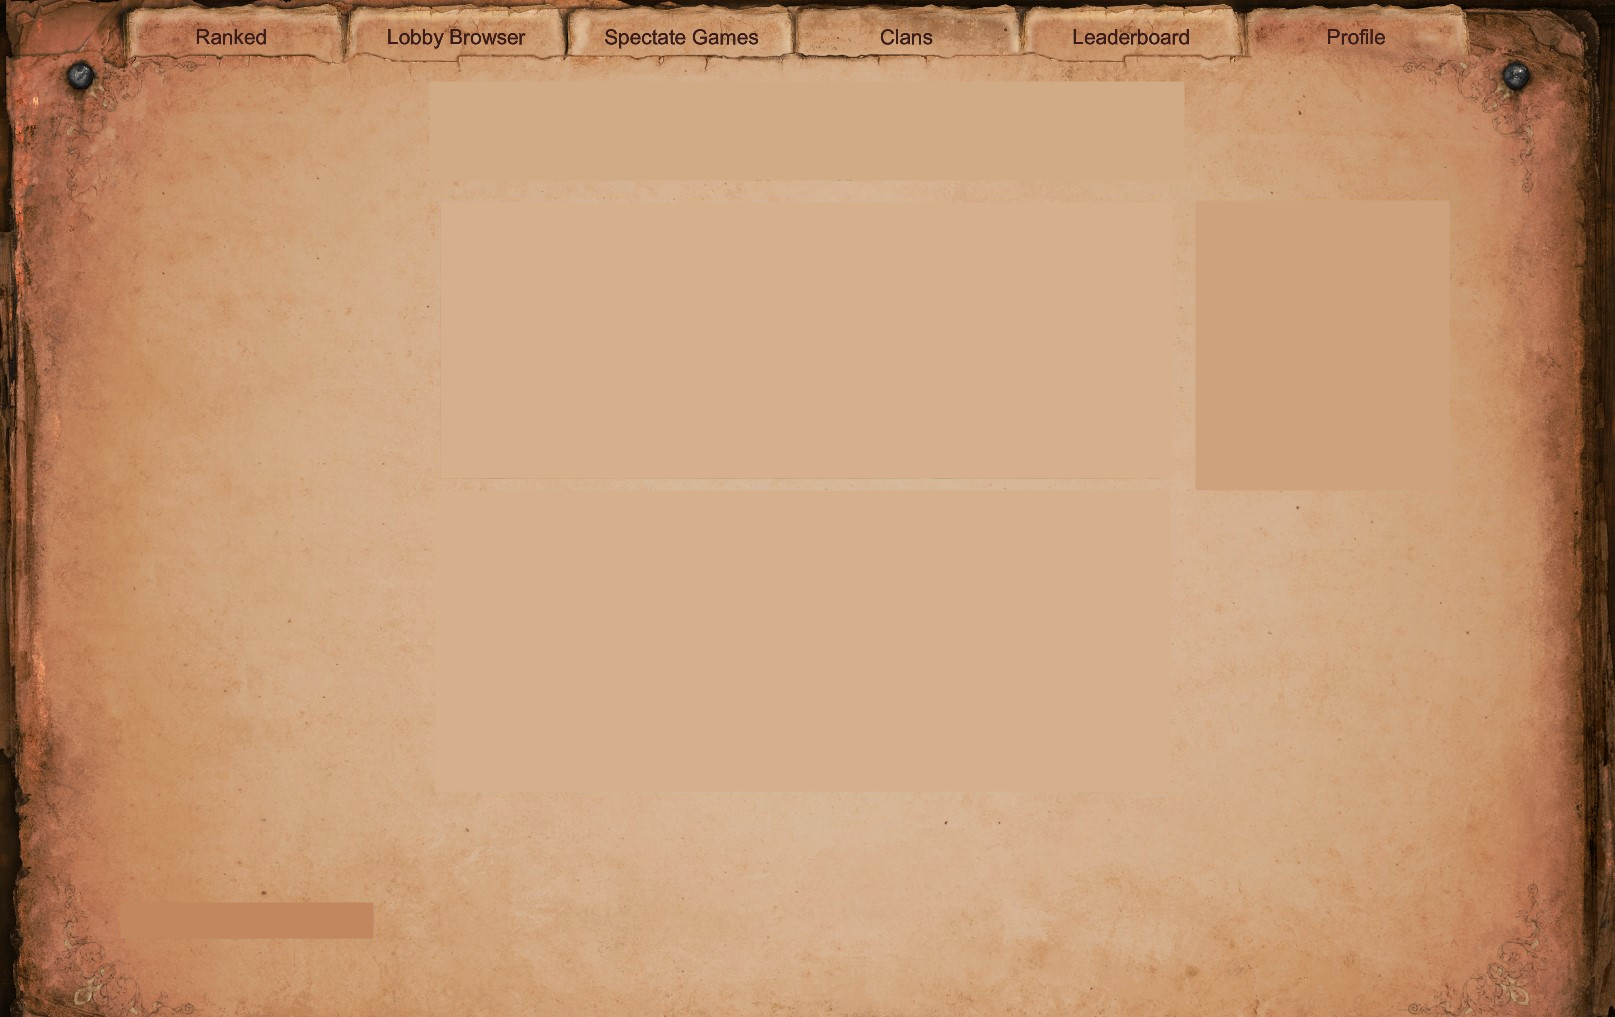 Ranked
Lobby Browser
Spectate Games
Clans
Leaderboard
Profile